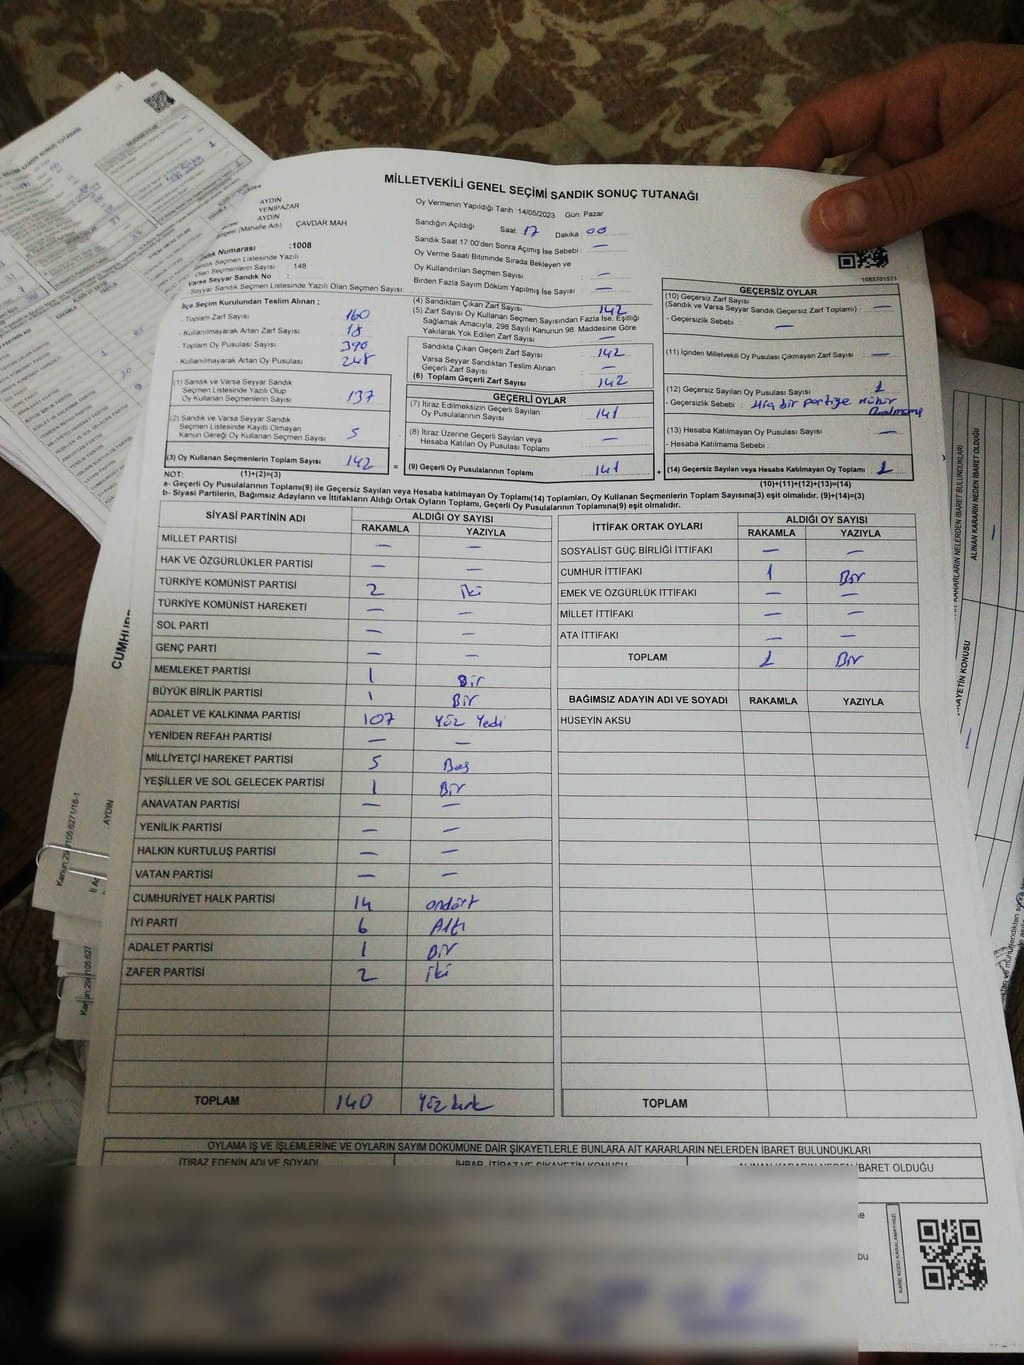 MİLLETVEKİLİ GENEL SEÇİMİ SANDIK SONUÇ TUTANAĞI
AYDIN
YENİPAZAR
AYDIN
(Mahalle Adı) ÇAVDAR MAH
Numarası :1008
Sandık Seçmen Listesinde Yazılı
Olan Seçmenlerin Sayısı 148
Varsa Seyyar Sandık No :
Seyyar Sandık Seçmen Listesinde Yazılı Olan Seçmen Sayısı:
Oy Vermenin Yapıldığı Tarih 14/05/2023 Gün Pazar
Sandığın Açıldığı Saat 17 Dakika 00
Sandık Saat 17.00'den Sonra Açılmış İse Sebebi : —
Oy Verme Saati Bitiminde Sırada Bekleyen ve
Oy Kullandırılan Seçmen Sayısı : —
Birden Fazla Sayım Döküm Yapılmış İse Sayısı : —
1083701521
İlçe Seçim Kurulundan Teslim Alınan ;
- Toplam Zarf Sayısı : 160
- Kullanılmayarak Artan Zarf Sayısı : 18
- Toplam Oy Pusulası Sayısı : 390
- Kullanılmayarak Artan Oy Pusulası : 248
(1) Sandık ve Varsa Seyyar Sandık
Seçmen Listesinde Yazılı Olup
Oy Kullanan Seçmenlerin Sayısı : 137
(2) Sandık ve Varsa Seyyar Sandık
Seçmen Listesinde Kayıtlı Olmayan
Kanun Gereği Oy Kullanan Seçmen Sayısı : 5
(3) Oy Kullanan Seçmenlerin Toplam Sayısı : 142
(4) Sandıktan Çıkan Zarf Sayısı : 142
(5) Zarf Sayısı Oy Kullanan Seçmen Sayısından Fazla İse, Eşitliği
Sağlamak Amacıyla, 298 Sayılı Kanunun 98. Maddesine Göre
Yakılarak Yok Edilen Zarf Sayısı : —
Sandıkta Çıkan Geçerli Zarf Sayısı : 142
Varsa Seyyar Sandıktan Teslim Alınan
Geçerli Zarf Sayısı : —
(6) Toplam Geçerli Zarf Sayısı : 142
GEÇERLİ OYLAR
(7) İtiraz Edilmeksizin Geçerli Sayılan
Oy Pusulalarının Sayısı : 141
(8) İtiraz Üzerine Geçerli Sayılan veya
Hesaba Katılan Oy Pusulası Toplamı : —
= (9) Geçerli Oy Pusulalarının Toplamı : 141
GEÇERSİZ OYLAR
(10) Geçersiz Zarf Sayısı
(Sandık ve Varsa Seyyar Sandık Geçersiz Zarf Toplamı) : —
- Geçersizlik Sebebi : —
(11) İçinden Milletvekili Oy Pusulası Çıkmayan Zarf Sayısı : —
(12) Geçersiz Sayılan Oy Pusulası Sayısı : 1
- Geçersizlik Sebebi : Hiç bir partiye mühür
(13) Hesaba Katılmayan Oy Pusulası Sayısı : —
- Hesaba Katılmama Sebebi :
+ (14) Geçersiz Sayılan veya Hesaba Katılmayan Oy Toplamı : 1
NOT: (1)+(2)=(3)
(10)+(11)+(12)+(13)=(14)
a- Geçerli Oy Pusulalarının Toplamı(9) ile Geçersiz Sayılan veya Hesaba katılmayan Oy Toplamı(14) Toplamları, Oy Kullanan Seçmenlerin Toplam Sayısına(3) eşit olmalıdır. (9)+(14)=(3)
b- Siyasi Partilerin, Bağımsız Adayların ve İttifakların Aldığı Ortak Oyların Toplamı, Geçerli Oy Pusulalarının Toplamına(9) eşit olmalıdır.
SİYASİ PARTİNİN ADI ALDIĞI OY SAYISI
RAKAMLA YAZIYLA
MİLLET PARTİSİ — —
HAK VE ÖZGÜRLÜKLER PARTİSİ — —
TÜRKİYE KOMÜNİST PARTİSİ 2 iki
TÜRKİYE KOMÜNİST HAREKETİ — —
SOL PARTİ — —
GENÇ PARTİ — —
MEMLEKET PARTİSİ 1 Bir
BÜYÜK BİRLİK PARTİSİ 1 Bir
ADALET VE KALKINMA PARTİSİ 107 Yüz Yedi
YENİDEN REFAH PARTİSİ — —
MİLLİYETÇİ HAREKET PARTİSİ 5 Beş
YEŞİLLER VE SOL GELECEK PARTİSİ 1 Bir
ANAVATAN PARTİSİ — —
YENİLİK PARTİSİ — —
HALKIN KURTULUŞ PARTİSİ — —
VATAN PARTİSİ — —
CUMHURİYET HALK PARTİSİ 14 ondört
İYİ PARTİ 6 Altı
ADALET PARTİSİ 1 Bir
ZAFER PARTİSİ 2 iki
TOPLAM 140 Yüz kırk
İTTİFAK ORTAK OYLARI ALDIĞI OY SAYISI
RAKAMLA YAZIYLA
SOSYALİST GÜÇ BİRLİĞİ İTTİFAKI — —
CUMHUR İTTİFAKI 1 Bir
EMEK VE ÖZGÜRLÜK İTTİFAKI — —
MİLLET İTTİFAKI — —
ATA İTTİFAKI — —
TOPLAM 1 Bir
BAĞIMSIZ ADAYIN ADI VE SOYADI RAKAMLA YAZIYLA
HÜSEYİN AKSU
TOPLAM
OYLAMA İŞ VE İŞLEMLERİNE VE OYLARIN SAYIM DÖKÜMÜNE DAİR ŞİKAYETLERLE BUNLARA AİT KARARLARIN NELERDEN İBARET BULUNDUKLARI
İTİRAZ EDENİN ADI VE SOYADI İHBAR, İTİRAZ VE ŞİKAYETİN KONUSU ALINAN KARARIN NEDEN İBARET OLDUĞU
ALINAN KARARIN NEDEN İBARET OLDUĞU
AYDIN